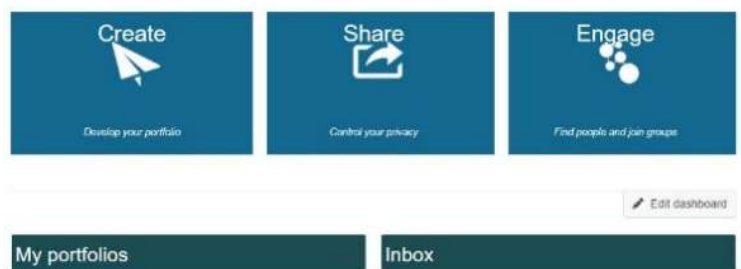 Create
Share
Engage
Develop your portfolio
Control your privacy
Find people and join groups
Edit dashboard
My portfolios
Inbox